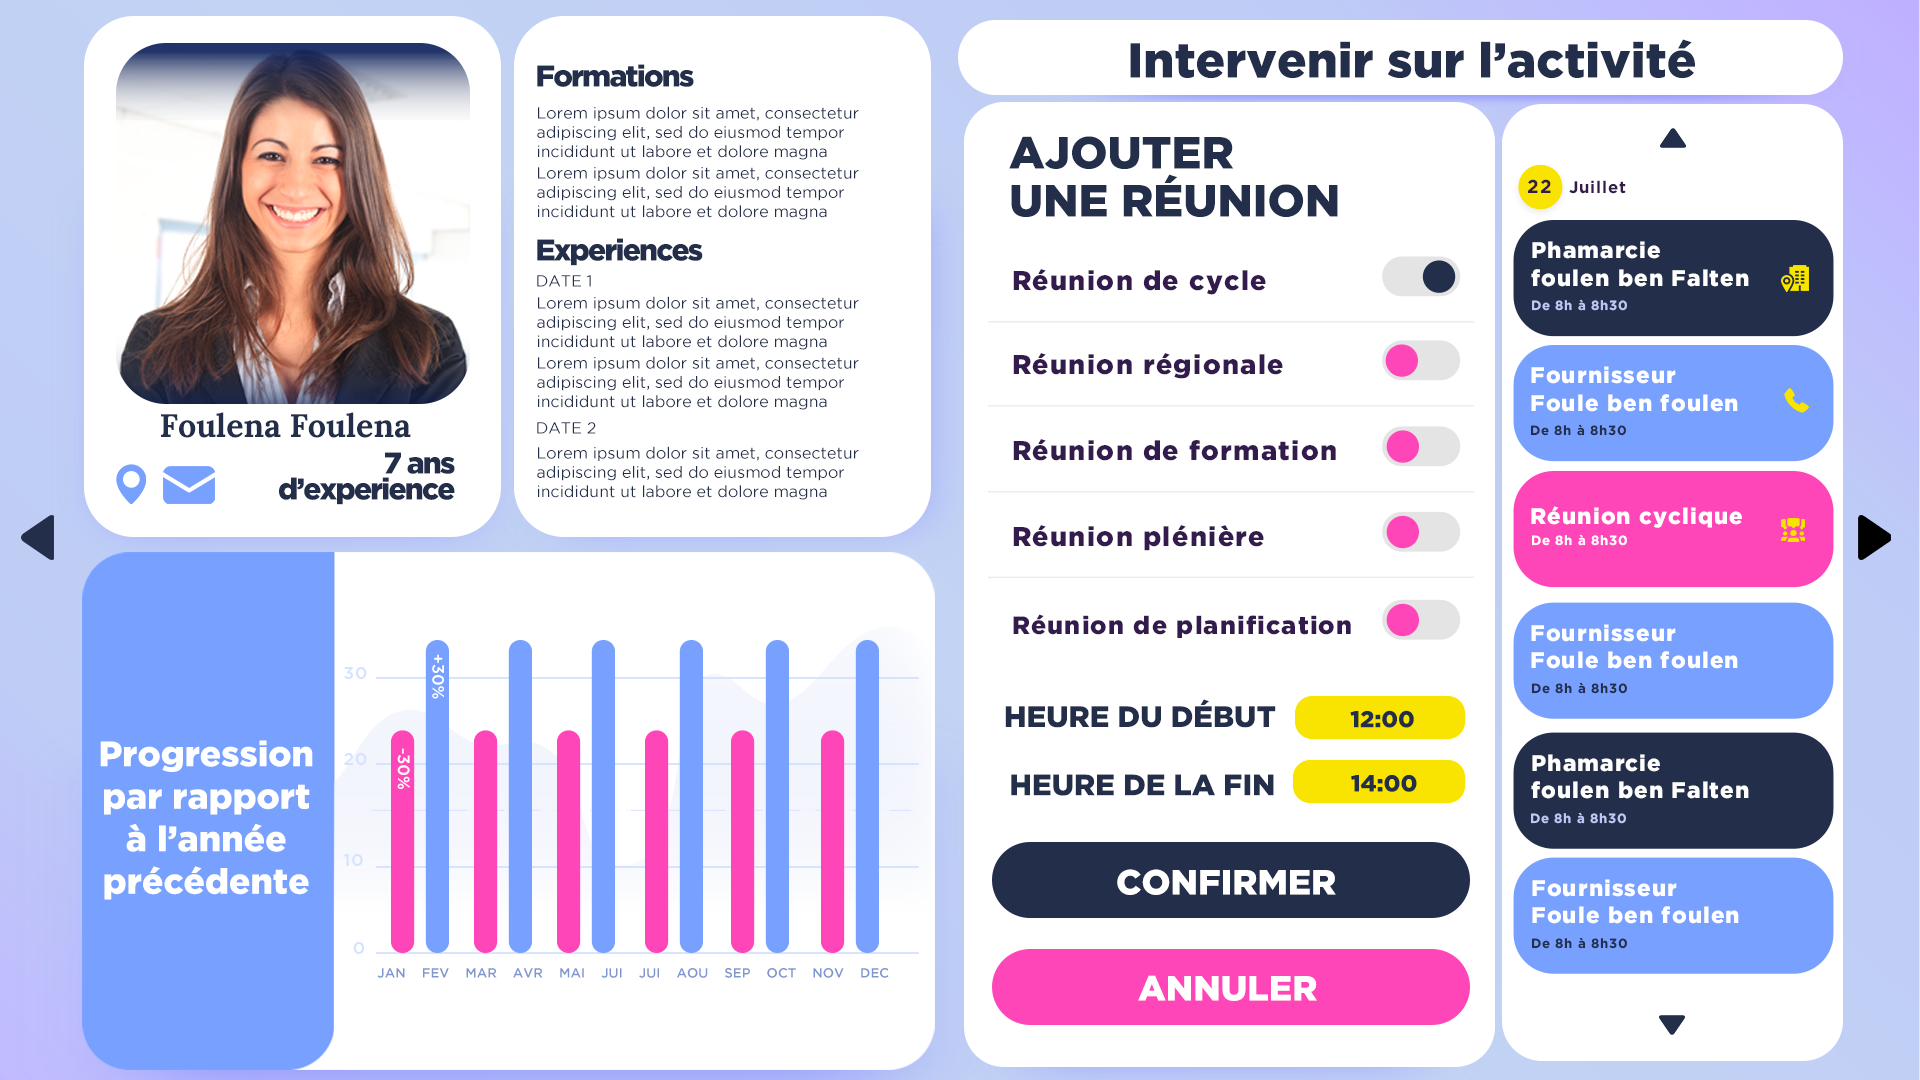 Foulena Foulena
7 ans
d’experience
Formations
Lorem ipsum dolor sit amet, consectetur
adipiscing elit, sed do eiusmod tempor
incididunt ut labore et dolore magna
Lorem ipsum dolor sit amet, consectetur
adipiscing elit, sed do eiusmod tempor
incididunt ut labore et dolore magna
Experiences
DATE 1
Lorem ipsum dolor sit amet, consectetur
adipiscing elit, sed do eiusmod tempor
incididunt ut labore et dolore magna
Lorem ipsum dolor sit amet, consectetur
adipiscing elit, sed do eiusmod tempor
incididunt ut labore et dolore magna
DATE 2
Lorem ipsum dolor sit amet, consectetur
adipiscing elit, sed do eiusmod tempor
incididunt ut labore et dolore magna
Progression
par rapport
à l’année
précédente
30
20
10
0
-30%
+30%
JAN FEV MAR AVR MAI JUI JUI AOU SEP OCT NOV DEC
Intervenir sur l’activité
AJOUTER
UNE RÉUNION
Réunion de cycle
Réunion régionale
Réunion de formation
Réunion plénière
Réunion de planification
HEURE DU DÉBUT 12:00
HEURE DE LA FIN 14:00
CONFIRMER
ANNULER
22 Juillet
Phamarcie
foulen ben Falten
De 8h à 8h30
Fournisseur
Foule ben foulen
De 8h à 8h30
Réunion cyclique
De 8h à 8h30
Fournisseur
Foule ben foulen
De 8h à 8h30
Phamarcie
foulen ben Falten
De 8h à 8h30
Fournisseur
Foule ben foulen
De 8h à 8h30